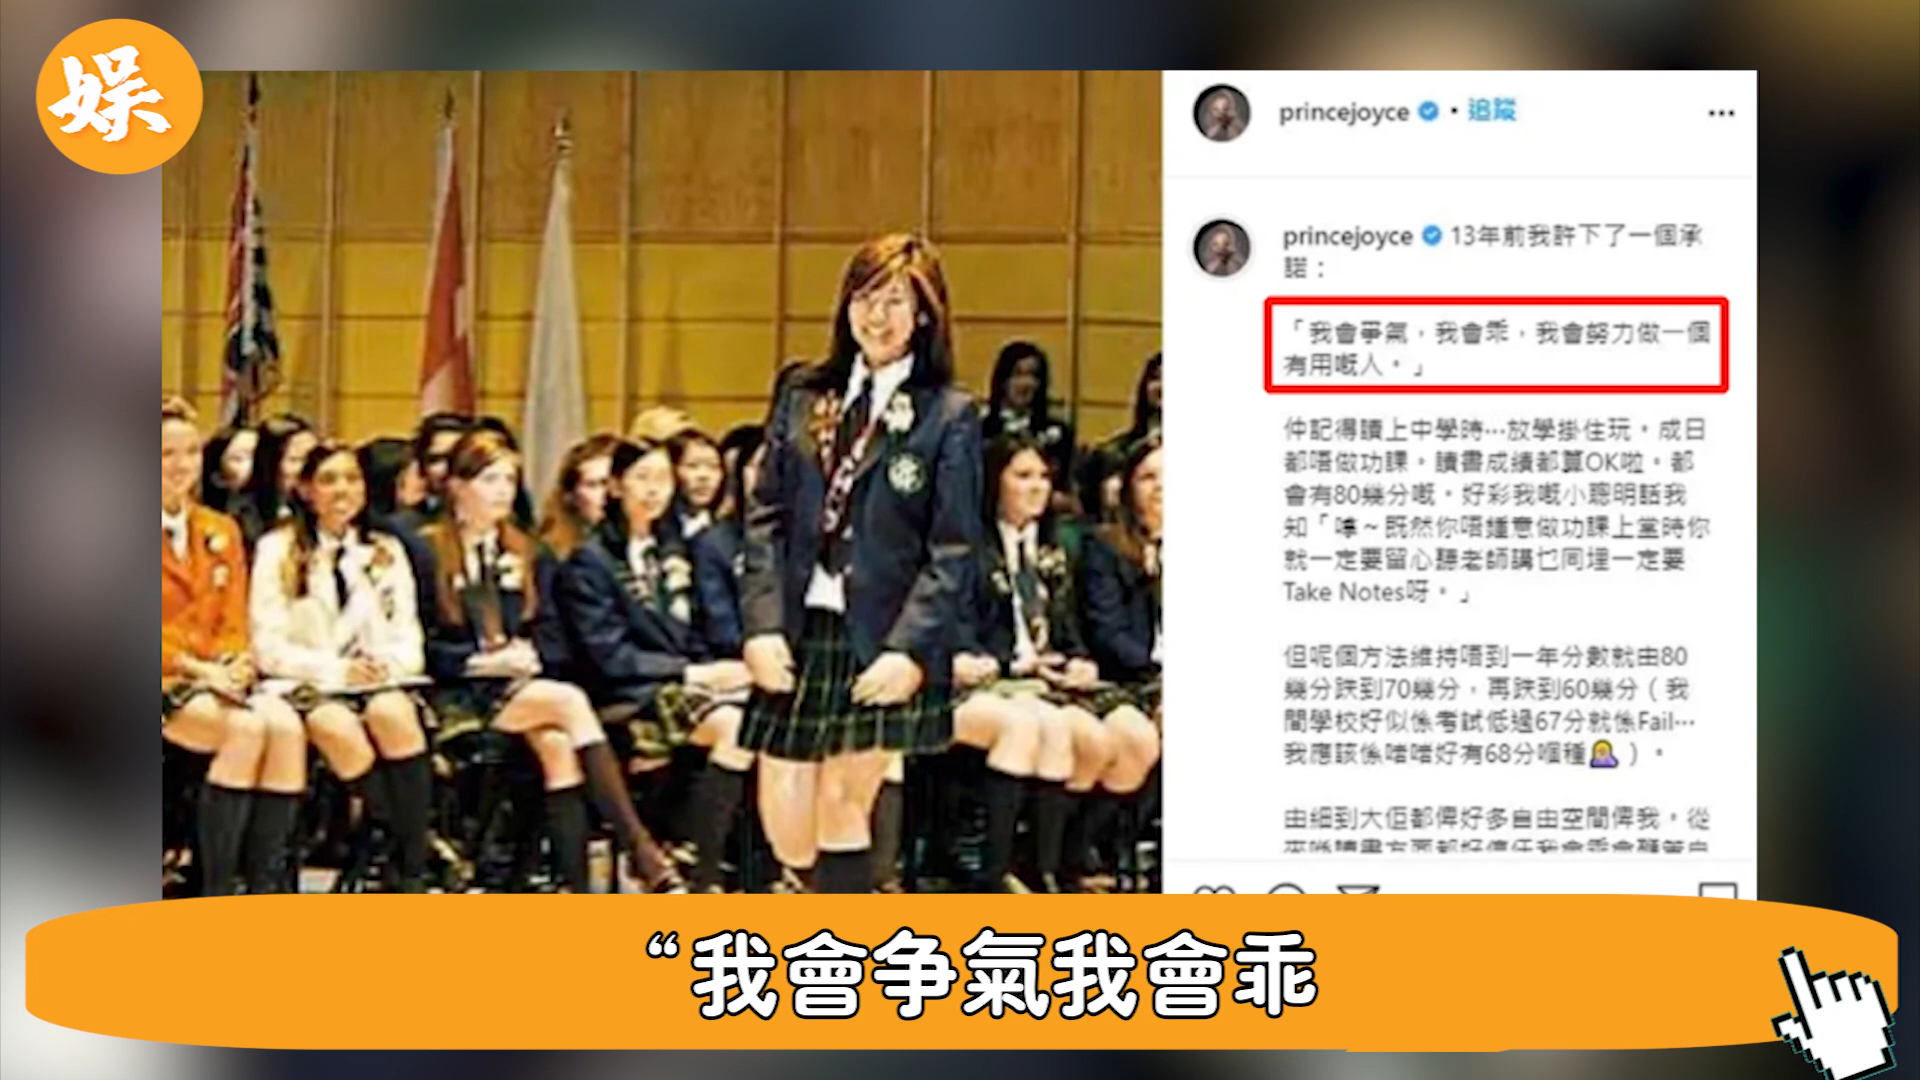 娱
princejoyce • 追蹤
princejoyce 13年前我許下了一個承
諾：
「我會爭氣，我會乖，我會努力做一個
有用嘅人。」
仲記得讀上中學時…放學掛住玩。成日
都唔做功課。讀書成績都算OK啦。都
會有80幾分嘅。好彩我嘅小聰明話我
知「嗱～既然你唔鍾意做功課上堂時你
就一定要留心聽老師講乜同埋一定要
Take Notes呀。」
但呢個方法維持唔到一年分數就由80
幾分跌到70幾分，再跌到60幾分（我
間學校好似係考試低過67分就係Fail…
我應該係啱啱好有68分嗰種）。
由細到大佢都俾好多自由空間俾我。從
“我會争氣我會乖